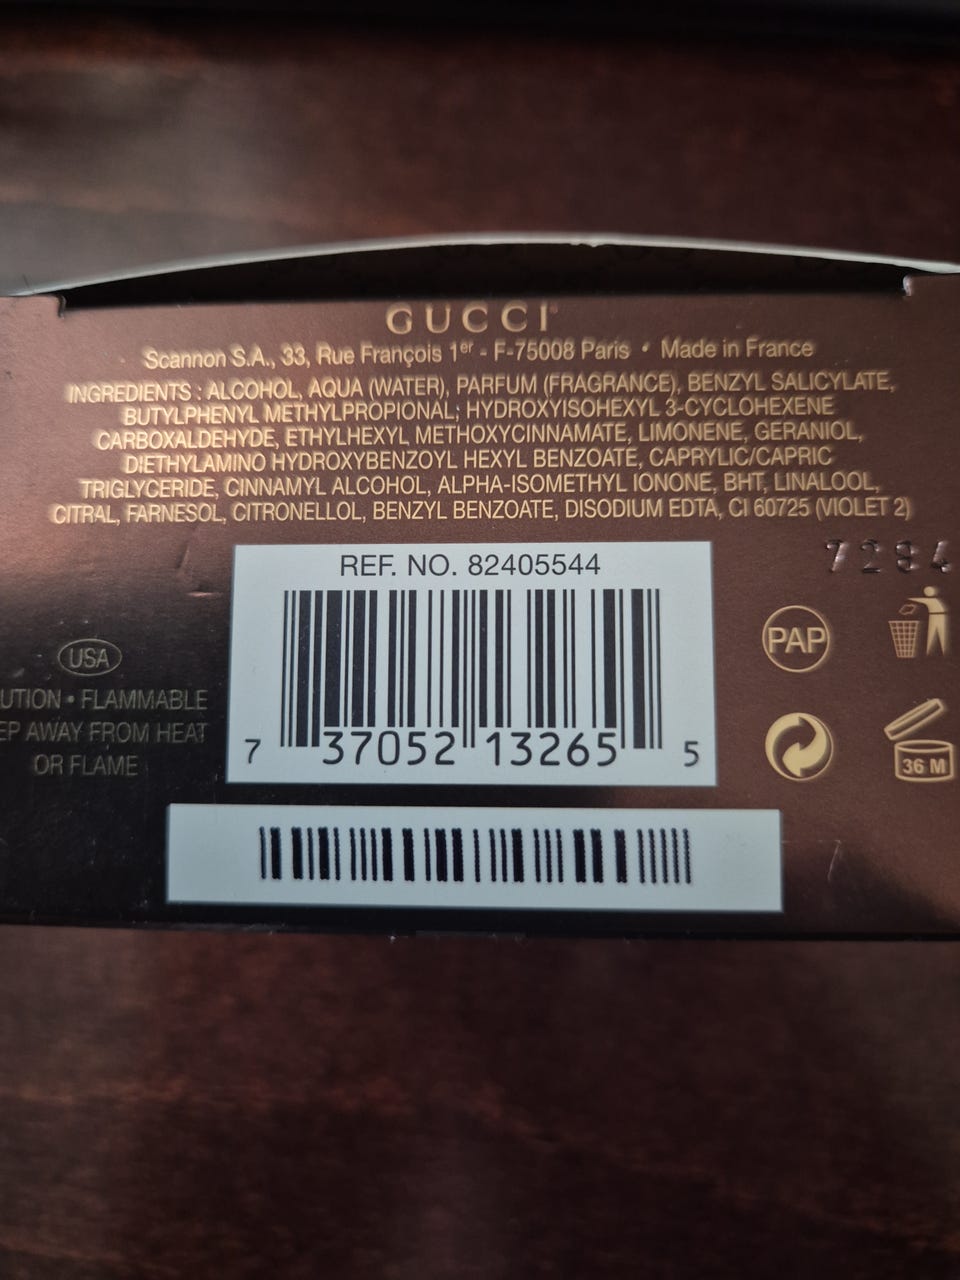 GUCCI®
Scannon S.A., 33, Rue François 1er - F-75008 Paris • Made in France
INGREDIENTS : ALCOHOL, AQUA (WATER), PARFUM (FRAGRANCE), BENZYL SALICYLATE,
BUTYLPHENYL METHYLPROPIONAL, HYDROXYISOHEXYL 3-CYCLOHEXENE
CARBOXALDEHYDE, ETHYLHEXYL METHOXYCINNAMATE, LIMONENE, GERANIOL,
DIETHYLAMINO HYDROXYBENZOYL HEXYL BENZOATE, CAPRYLIC/CAPRIC
TRIGLYCERIDE, CINNAMYL ALCOHOL, ALPHA-ISOMETHYL IONONE, BHT, LINALOOL,
CITRAL, FARNESOL, CITRONELLOL, BENZYL BENZOATE, DISODIUM EDTA, CI 60725 (VIOLET 2)
7294
REF. NO. 82405544
PAP
USA
UTION • FLAMMABLE
EP AWAY FROM HEAT
OR FLAME
7 37052 13265 5
36 M